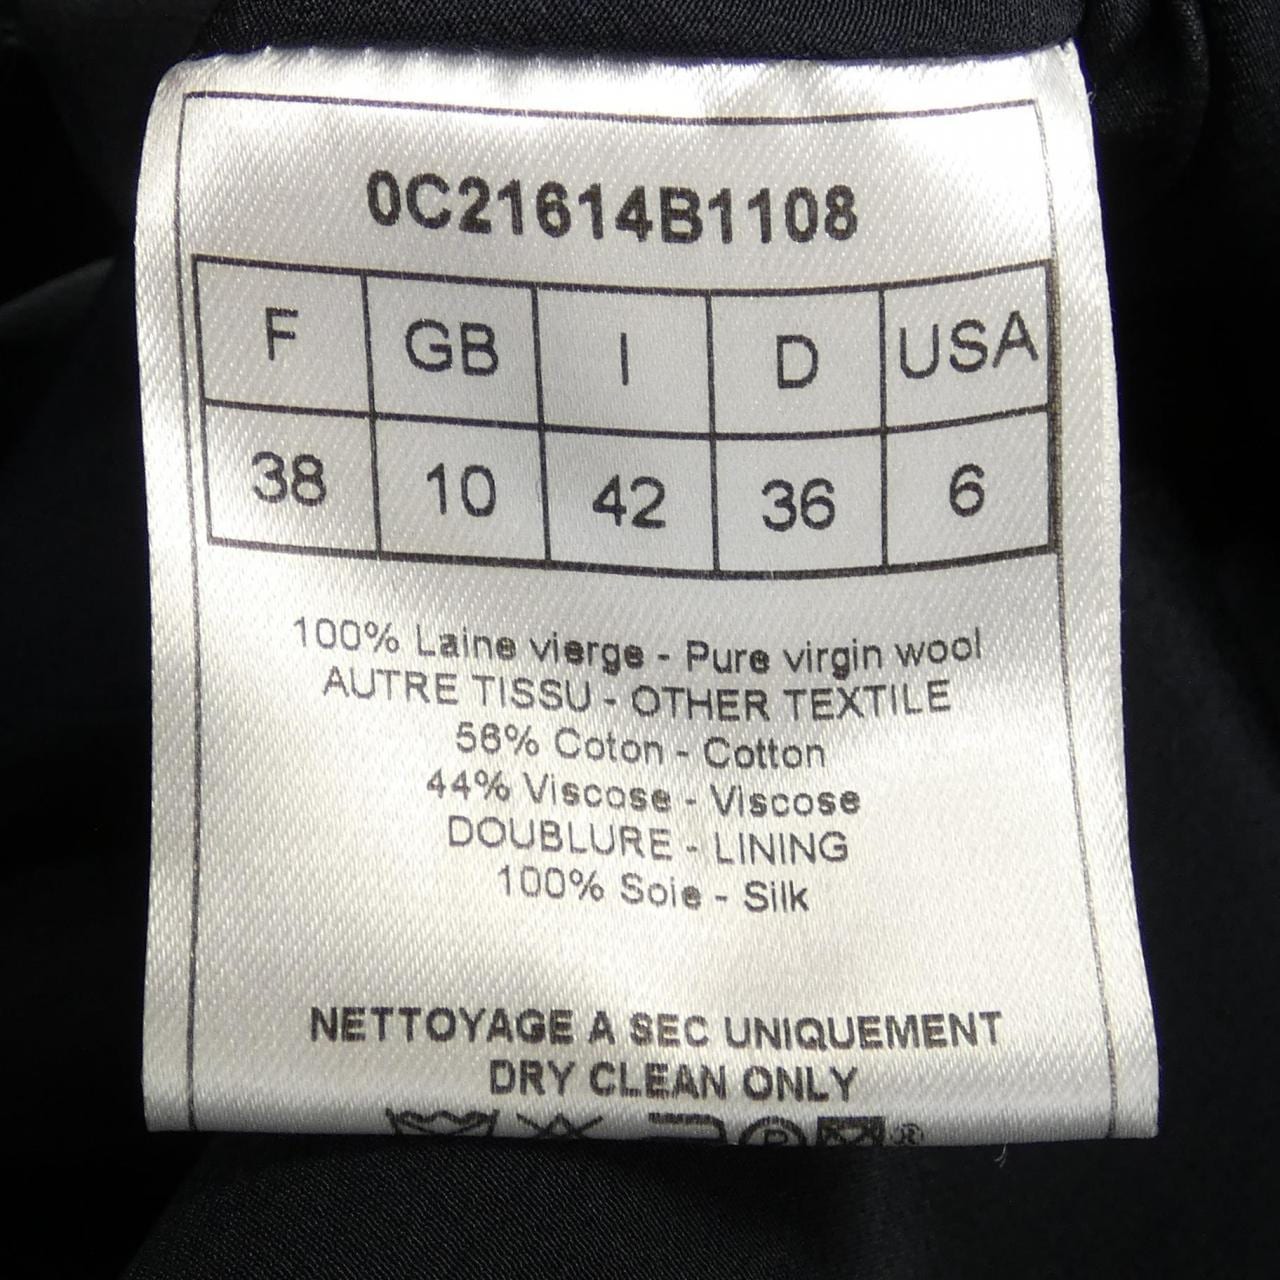 0C21614B1108
F GB I D USA
38 10 42 36 6
100% Laine vierge - Pure virgin wool
AUTRE TISSU - OTHER TEXTILE
56% Coton - Cotton
44% Viscose - Viscose
DOUBLURE - LINING
100% Soie - Silk
NETTOYAGE A SEC UNIQUEMENT
DRY CLEAN ONLY
P ®